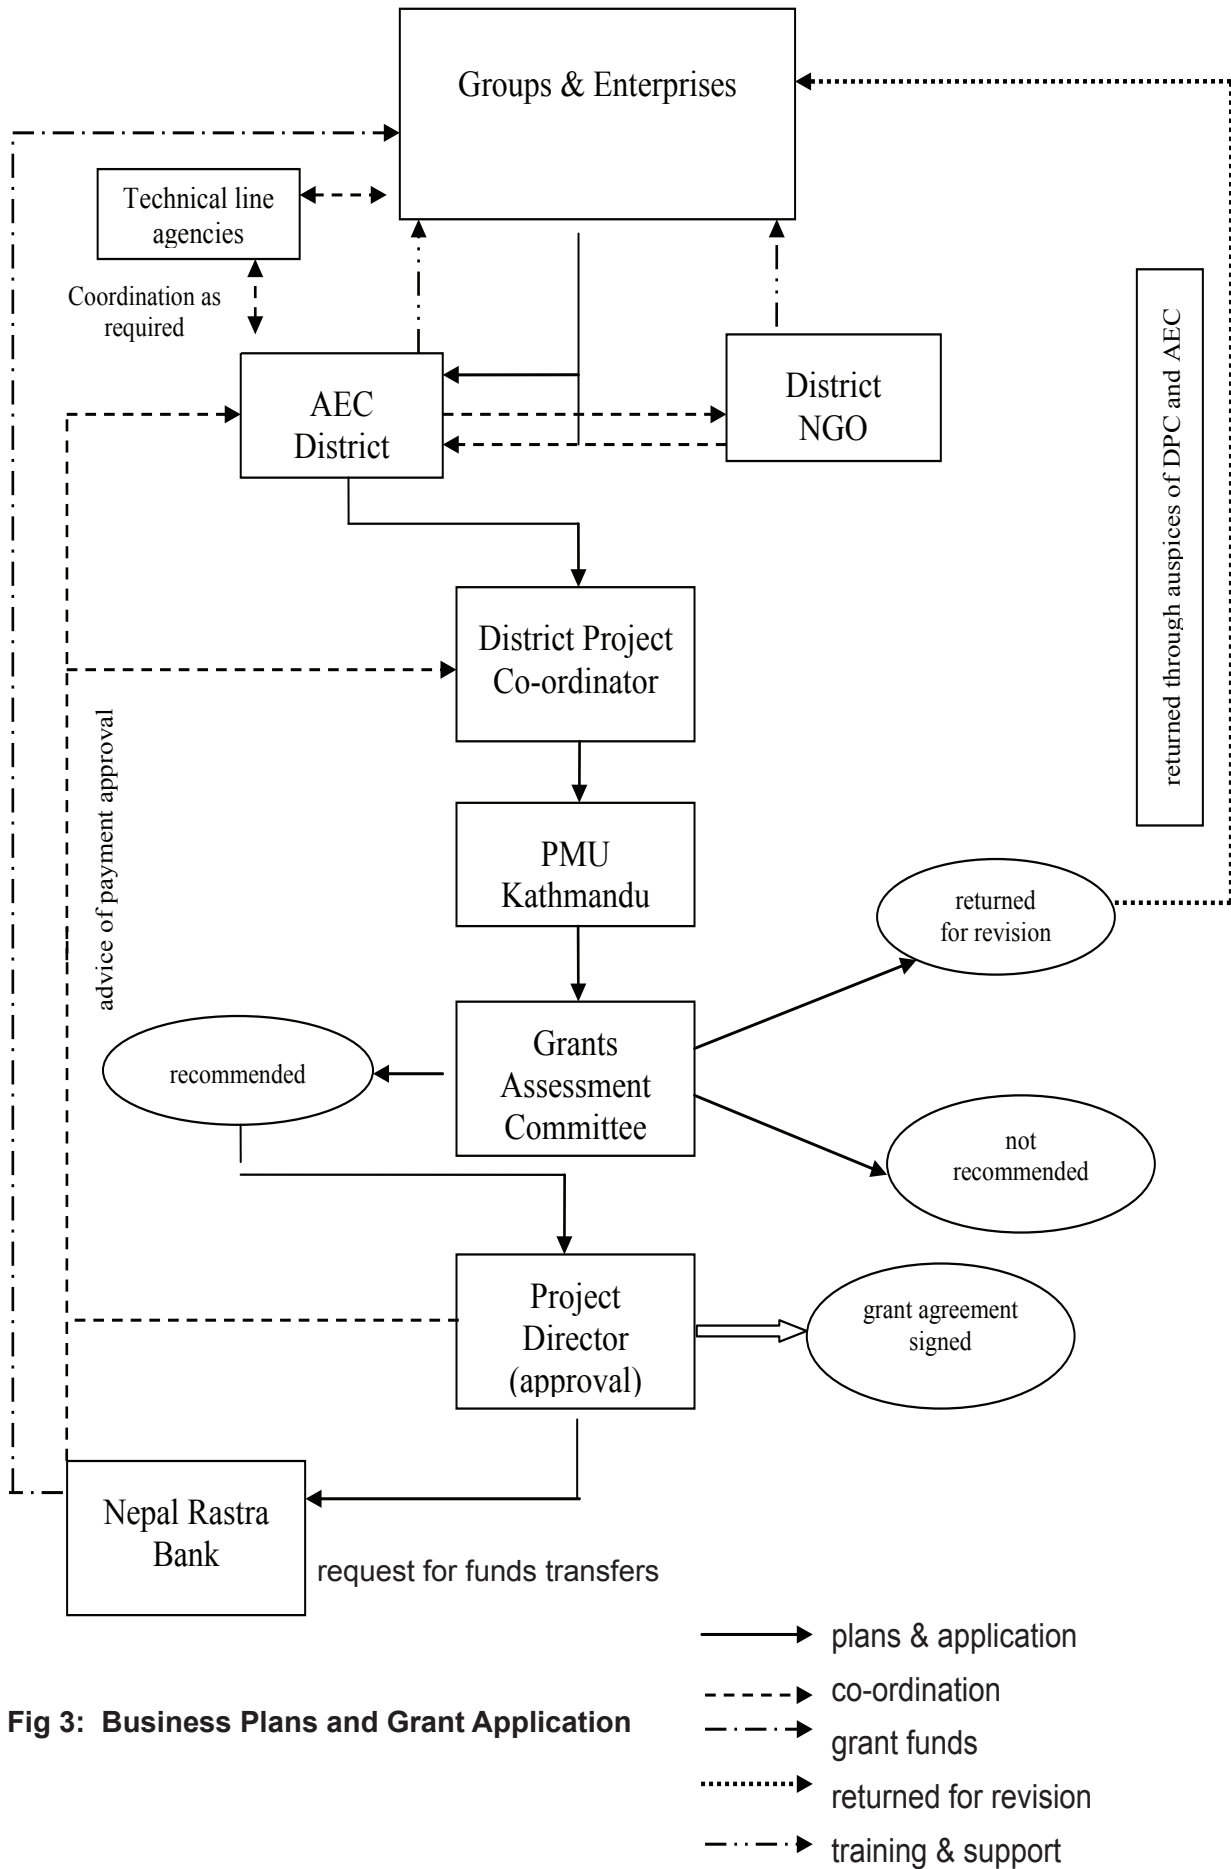 Groups & Enterprises
Technical line
agencies
Coordination as
required
AEC
District
District
NGO
returned through auspices of DPC and AEC
District Project
Co-ordinator
advice of payment approval
PMU
Kathmandu
returned
for revision
Grants
Assessment
Committee
recommended
not
recommended
Project
Director
(approval)
grant agreement
signed
Nepal Rastra
Bank
request for funds transfers
plans & application
co-ordination
grant funds
returned for revision
training & support
Fig 3: Business Plans and Grant Application